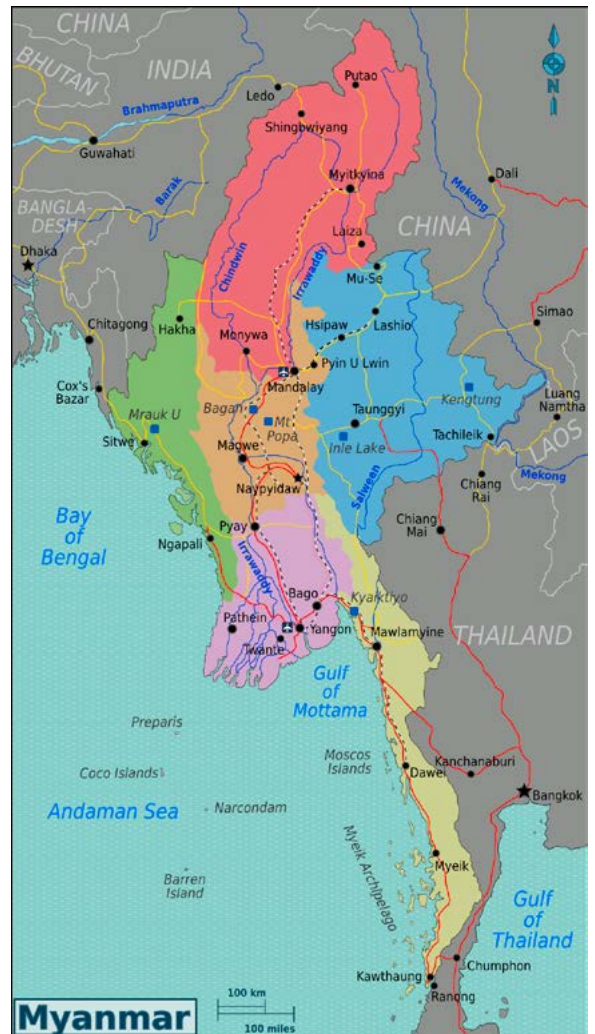 CHINA
BHUTAN
INDIA
Putao
Ledo
Brahmaputra
N
Shingbwiyang
Guwahati
Myitkyina
Dali
Mekong
Barak
BANGLA-
DESH
CHINA
Dhaka
Laiza
Chindwin
Irrawaddy
Mu-Se
Simao
Chitagong
Hakha
Hsipaw
Lashio
Monywa
Pyin U Lwin
Mandalay
Cox's
Bazar
Kengtung
Luang
Namtha
Mrauk U
Bagan
Mt
Popa
Taunggyi
Sitwe
Inle Lake
Tachileik
LAOS
Magwe
Mekong
Naypyidaw
Salween
Chiang
Rai
Bay
of
Bengal
Pyay
Chiang
Mai
Ngapali
Irrawaddy
Bago
Kyarktiyo
Pathein
Yangon
Mawlamyine
THAILAND
Twante
Gulf
of
Mottama
Preparis
Moscos
Islands
Kanchanaburi
Coco Islands
Dawei
Bangkok
Andaman Sea
Narcondam
Myeik Archipelago
Myeik
Barren
Island
Gulf
of
Thailand
Chumphon
Kawthaung
Ranong
100 km
100 miles
Myanmar